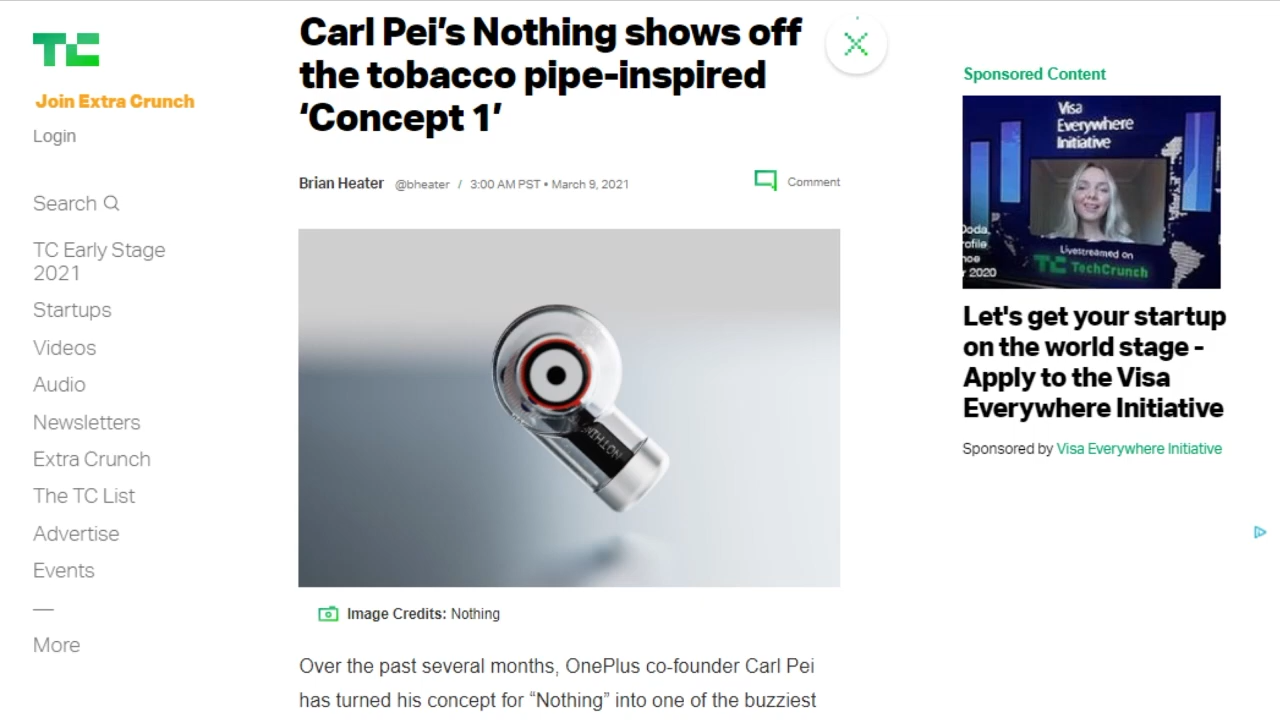 TC
Join Extra Crunch
Login
Search
TC Early Stage
2021
Startups
Videos
Audio
Newsletters
Extra Crunch
The TC List
Advertise
Events
—
More
Carl Pei’s Nothing shows off
the tobacco pipe-inspired
‘Concept 1’
Brian Heater @bheater / 3:00 AM PST • March 9, 2021
Comment
Image Credits: Nothing
Over the past several months, OnePlus co-founder Carl Pei
has turned his concept for “Nothing” into one of the buzziest
Sponsored Content
Visa
Everywhere
Initiative
Doda,
rofile
nce
r 2020
Livestreamed on
TC TechCrunch
Let's get your startup
on the world stage -
Apply to the Visa
Everywhere Initiative
Sponsored by Visa Everywhere Initiative